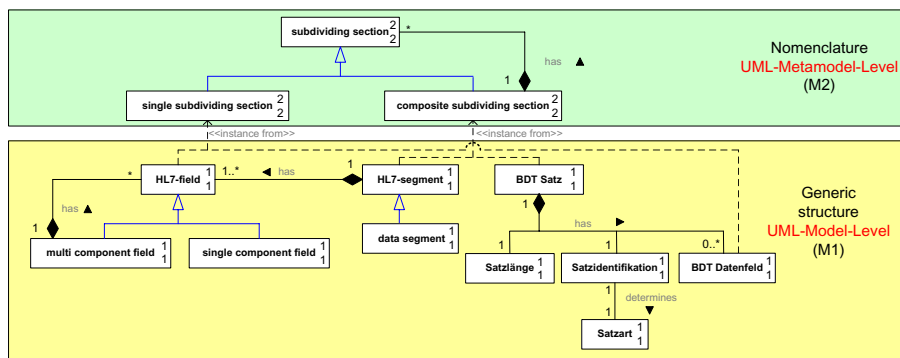 subdividing section 2
2
*
has ▲
1
Nomenclature
UML-Metamodel-Level
(M2)
single subdividing section 2
2
composite subdividing section 2
2
<<instance from>>
<<instance from>>
*
HL7-field 1
1
1..*
◄ has
1
HL7-segment 1
1
BDT Satz 1
1
Generic
structure
UML-Model-Level
(M1)
has ▲
1
1
has ►
multi component field 1
1
single component field 1
1
data segment 1
1
1
1
0..*
Satzlänge 1
1
Satzidentifikation 1
1
BDT Datenfeld 1
1
1
determines
▼
1
Satzart 1
1